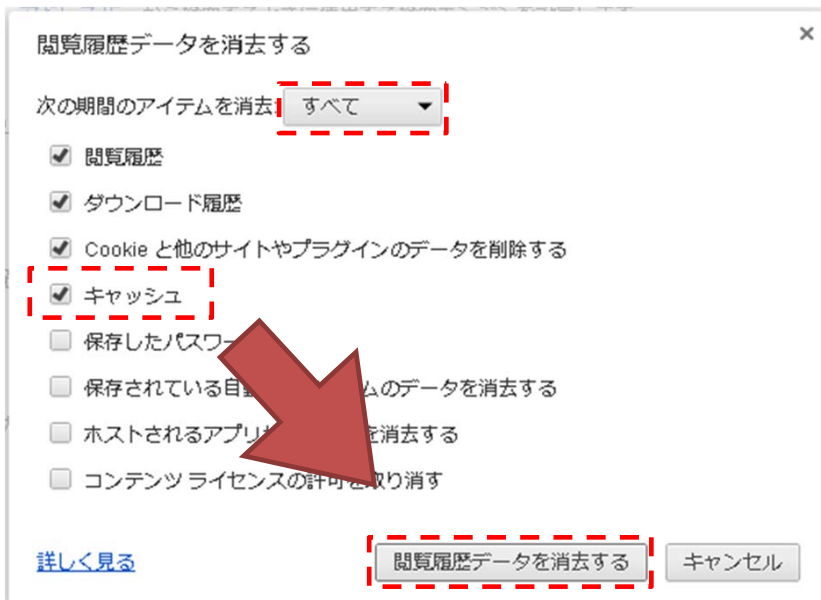 閲覧履歴データを消去する
次の期間のアイテムを消去: すべて
閲覧履歴
ダウンロード履歴
Cookie と他のサイトやプラグインのデータを削除する
キャッシュ
保存したパスワー
保存されている自動 ムのデータを消去する
ホストされるアプリ を消去する
コンテンツ ライセンスの許可を取り消す
詳しく見る 閲覧履歴データを消去する キャンセル